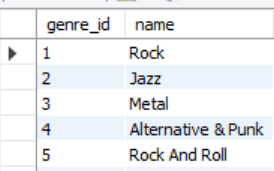 genre_id name
1 Rock
2 Jazz
3 Metal
4 Alternative & Punk
5 Rock And Roll